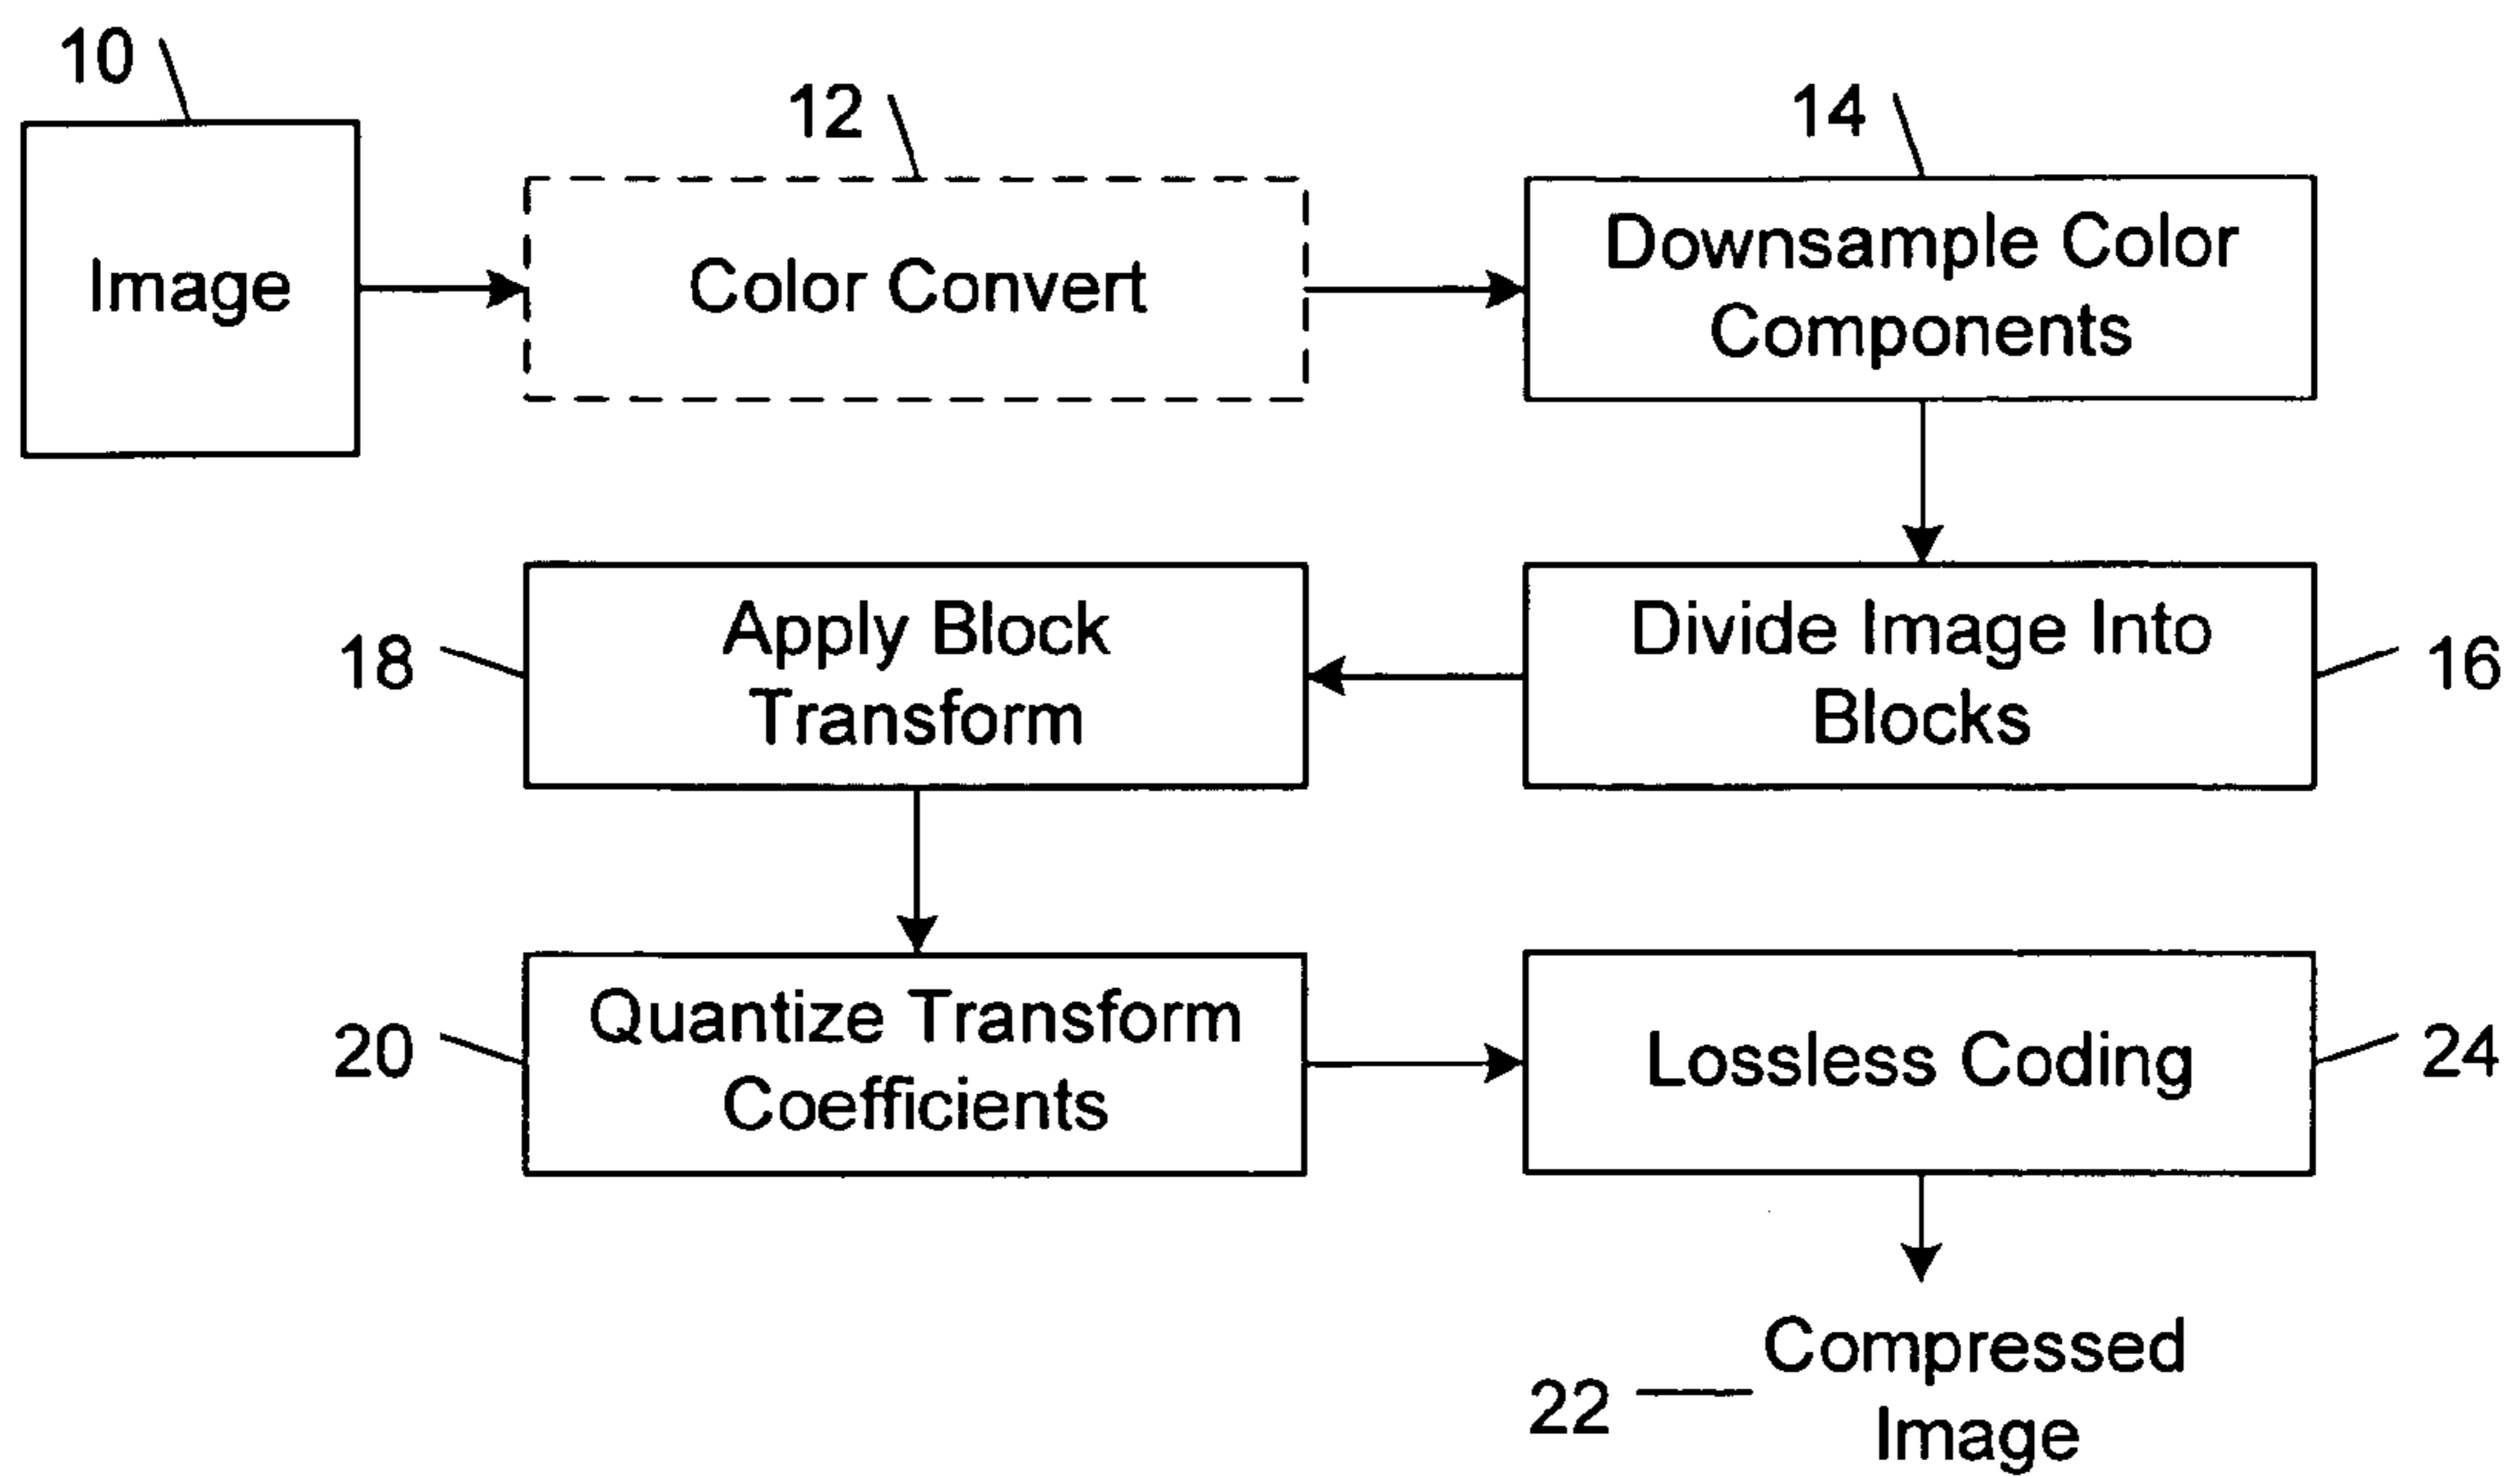 10
Image
12
Color Convert
14
Downsample Color
Components
16
Divide Image Into
Blocks
18
Apply Block
Transform
20
Quantize Transform
Coefficients
24
Lossless Coding
22
Compressed
Image